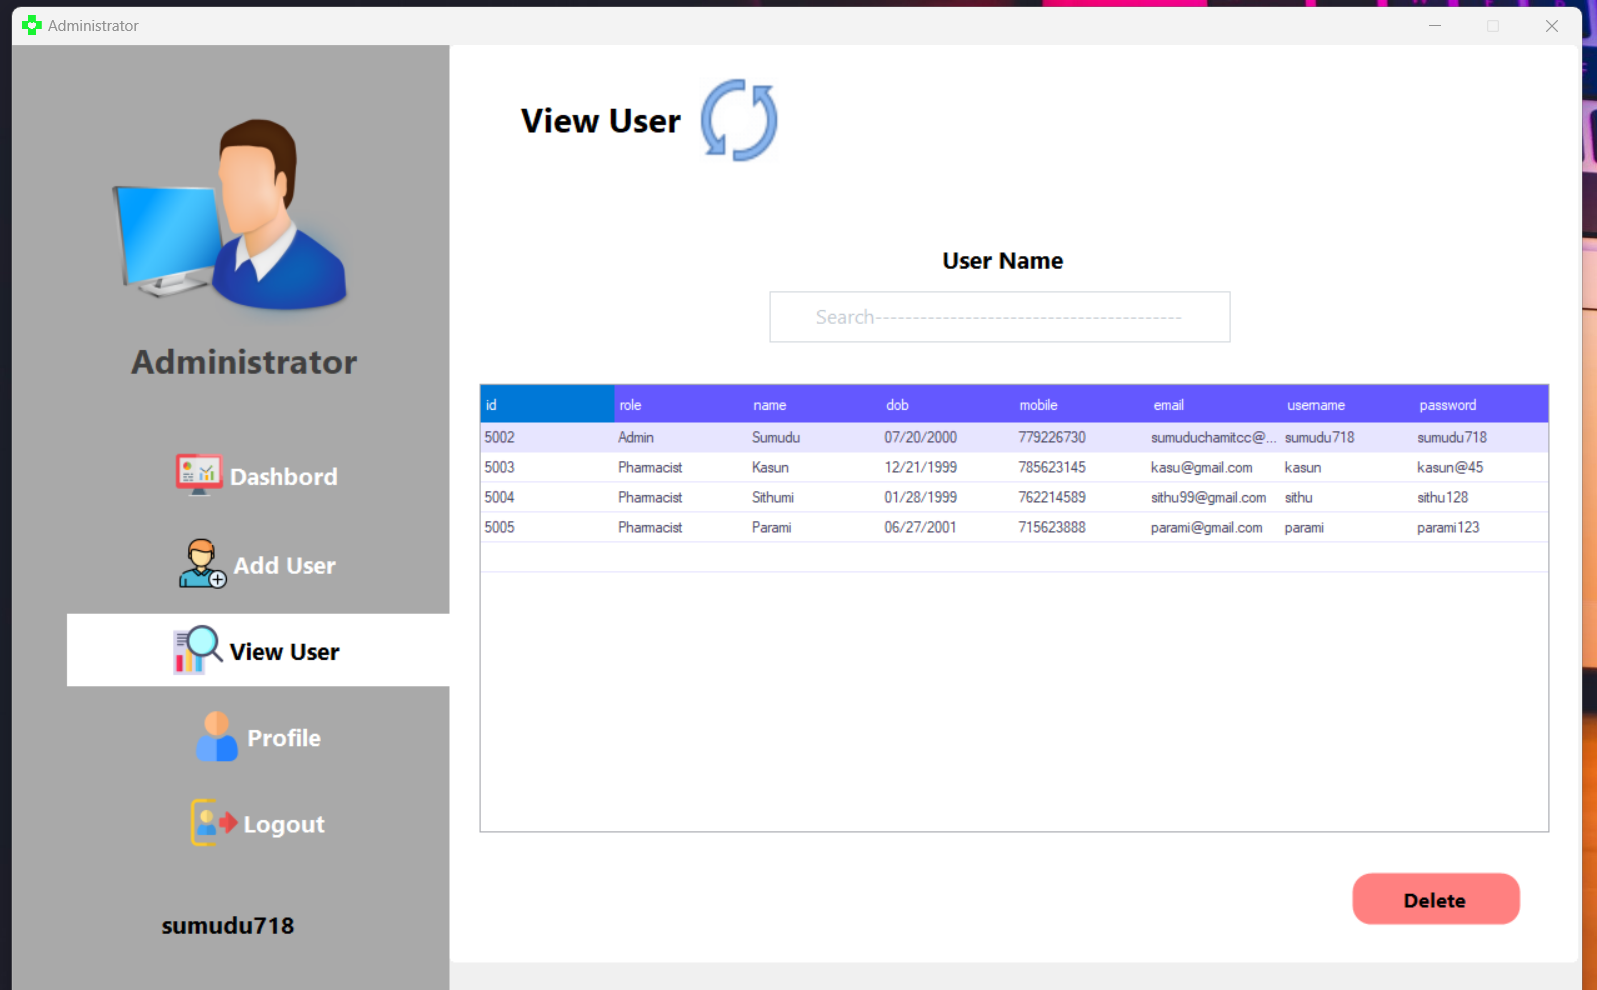 Administrator
View User
User Name
Search-----------------------------------------
Administrator
id role name dob mobile email username password
5002 Admin Sumudu 07/20/2000 779226730 sumuduchamitcc@... sumudu718 sumudu718
5003 Pharmacist Kasun 12/21/1999 785623145 kasu@gmail.com kasun kasun@45
5004 Pharmacist Sithumi 01/28/1999 762214589 sithu99@gmail.com sithu sithu128
5005 Pharmacist Parami 06/27/2001 715623888 parami@gmail.com parami parami123
Dashbord
Add User
View User
Profile
Logout
Delete
sumudu718